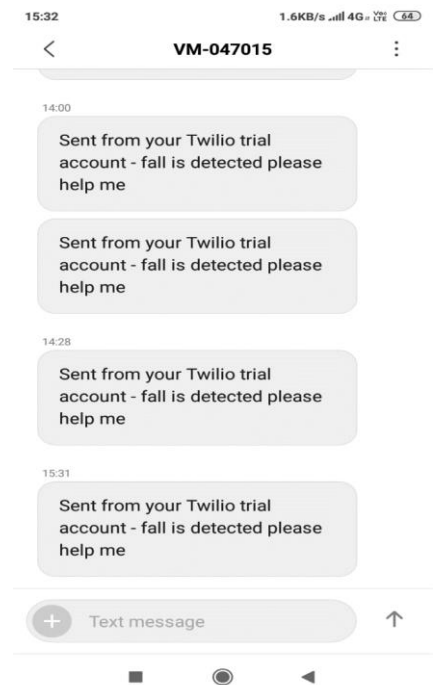 15:32 1.6KB/s 4G Vo LTE 64
VM-047015
14:00
Sent from your Twilio trial
account - fall is detected please
help me
Sent from your Twilio trial
account - fall is detected please
help me
14:28
Sent from your Twilio trial
account - fall is detected please
help me
15:31
Sent from your Twilio trial
account - fall is detected please
help me
Text message